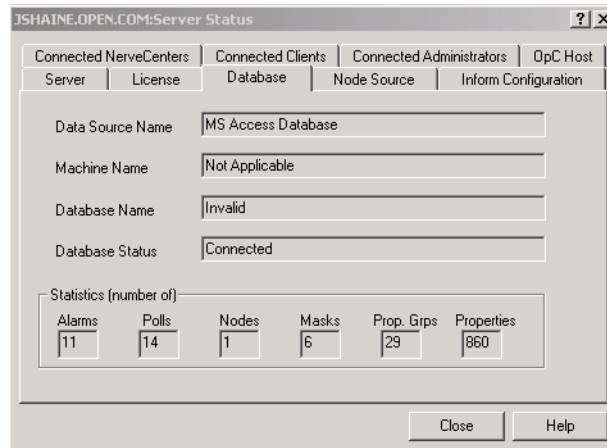 JSHAINE.OPEN.COM:Server Status
Connected NerveCenters Connected Clients Connected Administrators OpC Host
Server License Database Node Source Inform Configuration
Data Source Name MS Access Database
Machine Name Not Applicable
Database Name Invalid
Database Status Connected
Statistics (number of)
Alarms Polls Nodes Masks Prop. Grps Properties
11 14 1 6 29 860
Close Help